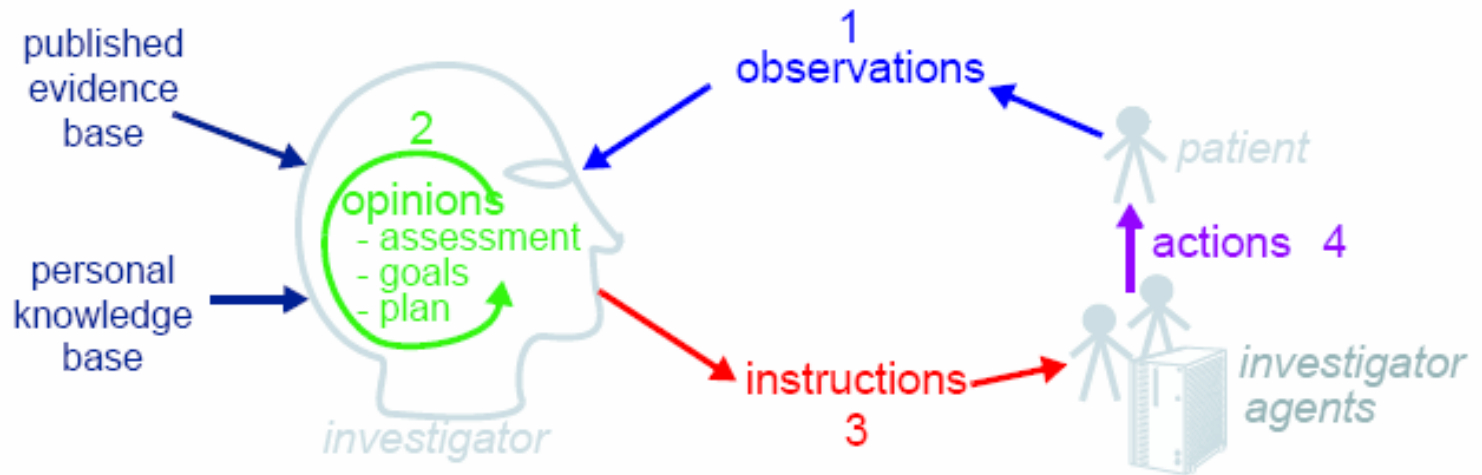 published
evidence
base
personal
knowledge
base
2
opinions
- assessment
- goals
- plan
investigator
1
observations
patient
actions 4
instructions
3
investigator
agents